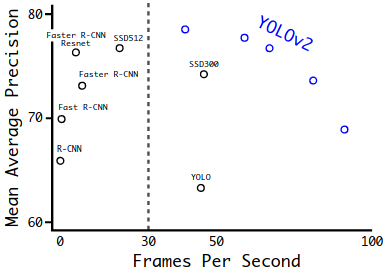 80
Faster R-CNN
Resnet
SSD512
YOLOv2
Faster R-CNN
SSD300
70
Fast R-CNN
R-CNN
YOLO
60
Mean Average Precision
0
30
50
100
Frames Per Second